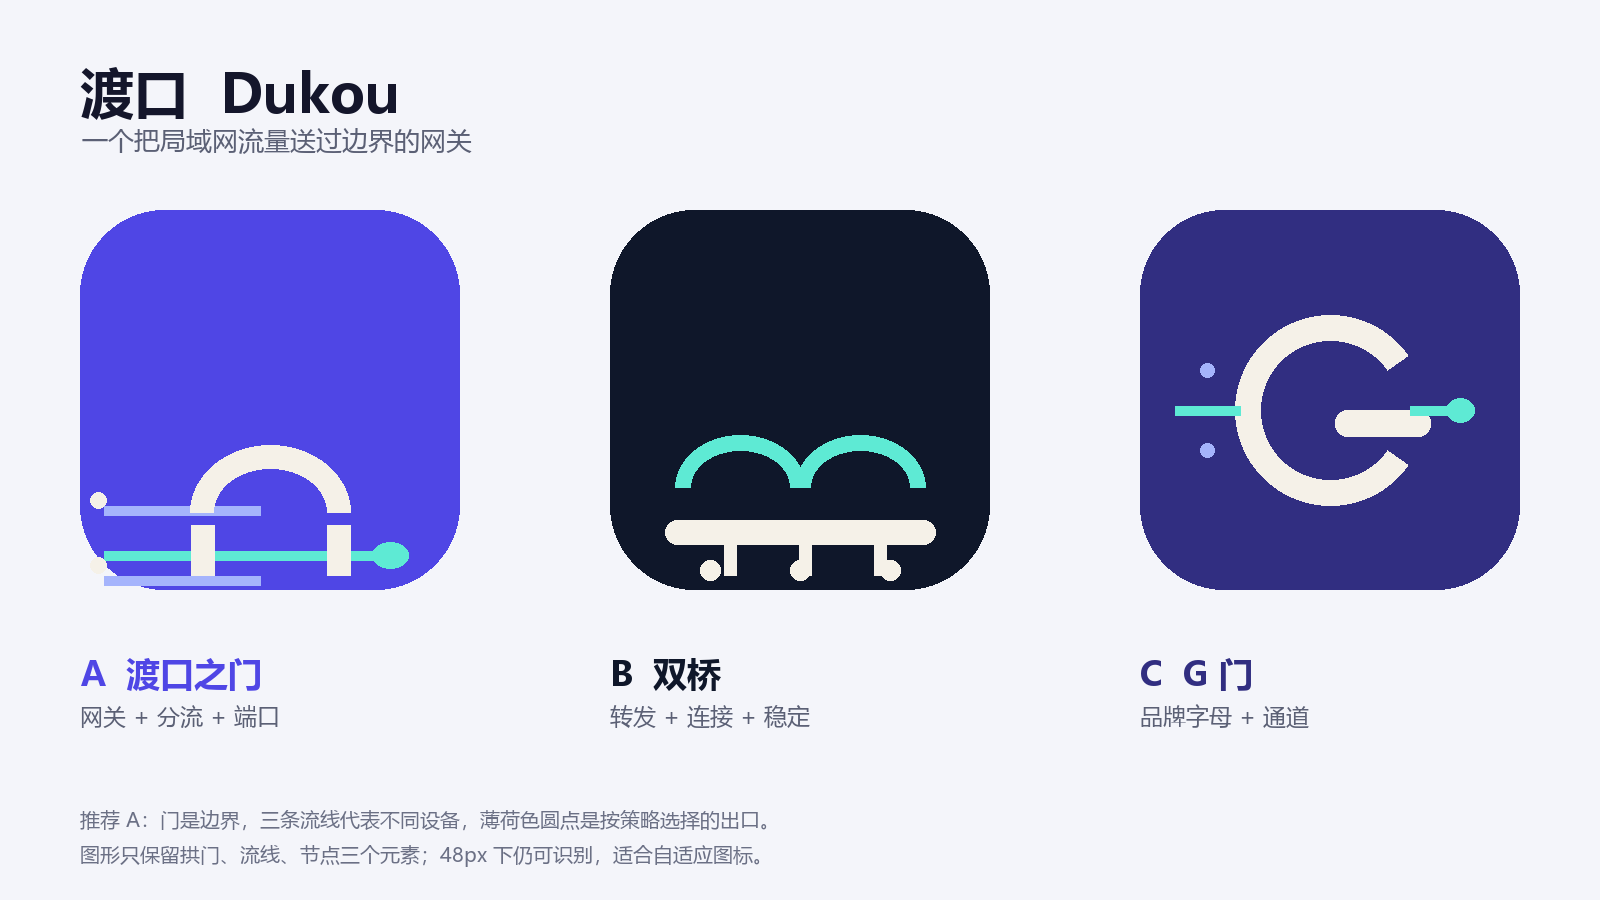 渡口 Dukou
一个把局域网流量送过边界的网关
A 渡口之门
网关 + 分流 + 端口
B 双桥
转发 + 连接 + 稳定
C G 门
品牌字母 + 通道
推荐 A：门是边界，三条流线代表不同设备，薄荷色圆点是按策略选择的出口。
图形只保留拱门、流线、节点三个元素；48px 下仍可识别，适合自适应图标。